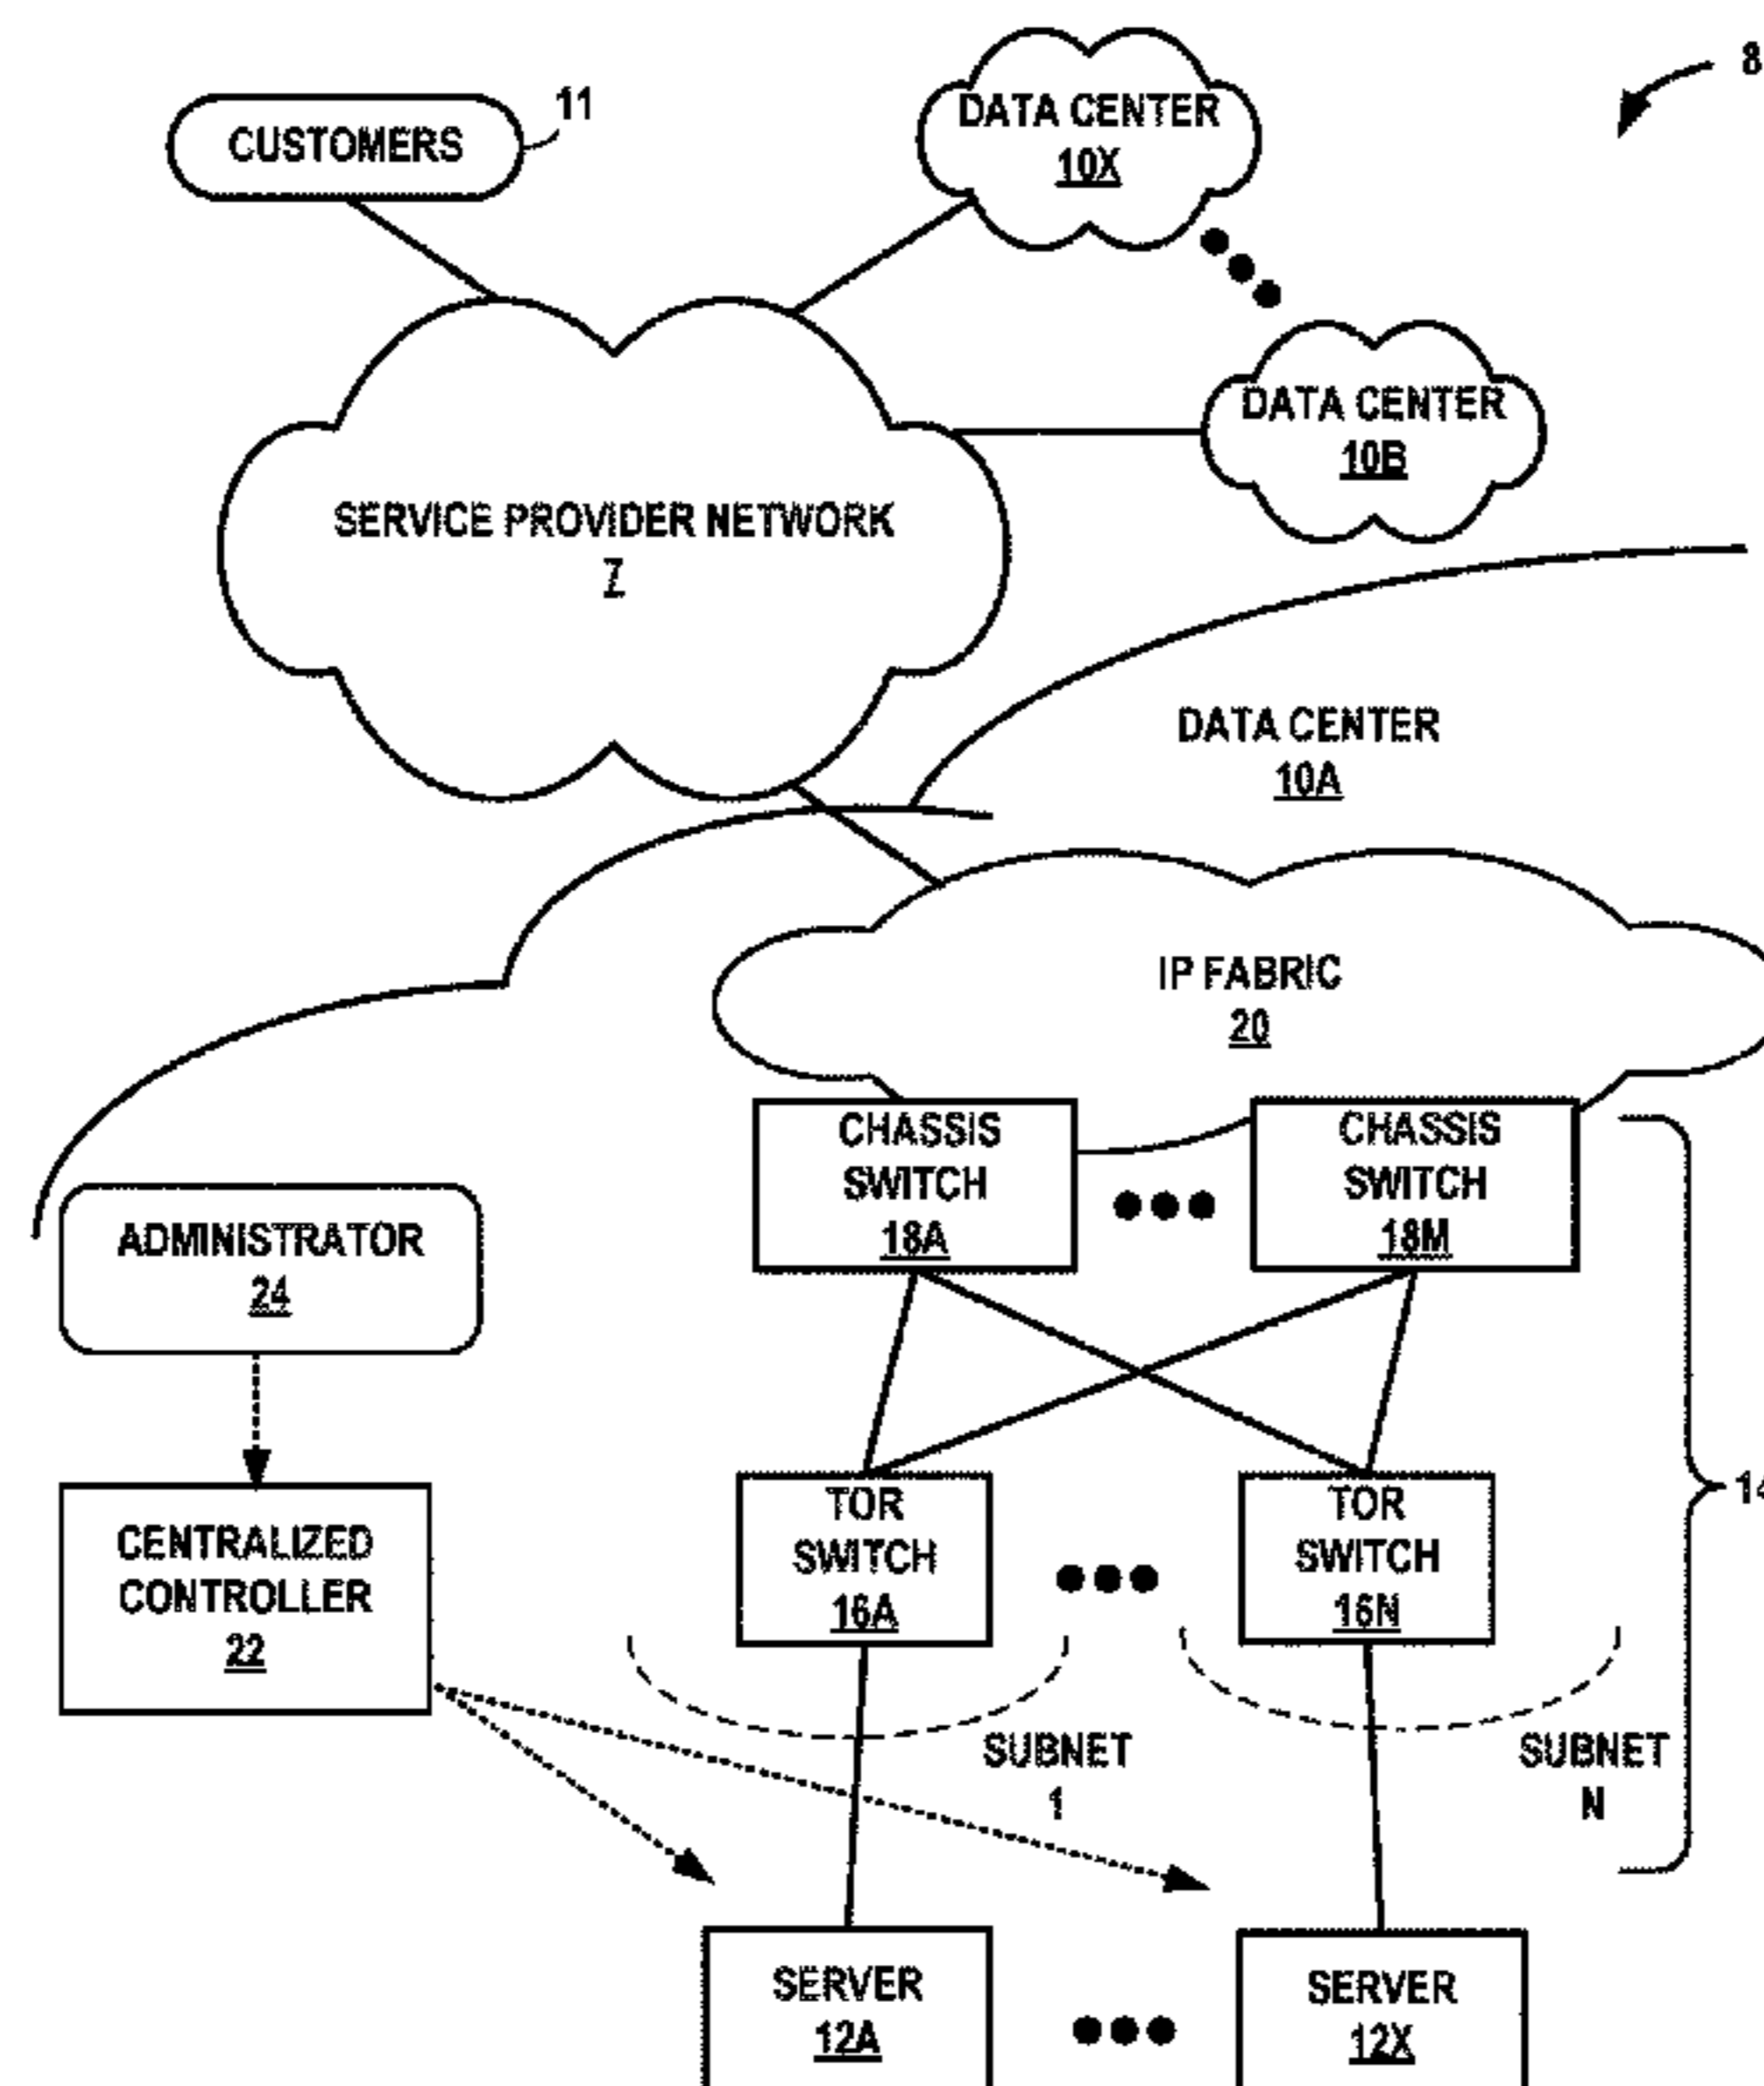 8
11
CUSTOMERS
DATA CENTER
10X
DATA CENTER
10B
SERVICE PROVIDER NETWORK
7
DATA CENTER
10A
IP FABRIC
20
CHASSIS
SWITCH
18A
CHASSIS
SWITCH
18M
ADMINISTRATOR
24
14
CENTRALIZED
CONTROLLER
22
TOR
SWITCH
16A
TOR
SWITCH
16N
SUBNET
1
SUBNET
N
SERVER
12A
SERVER
12X